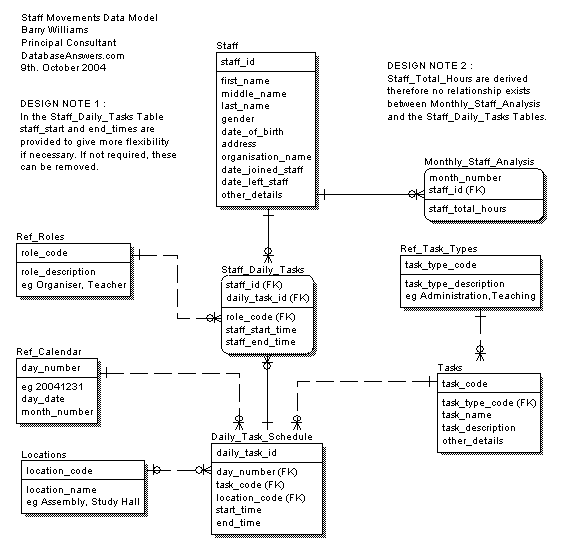 Staff Movements Data Model
Barry Williams
Principal Consultant
DatabaseAnswers.com
9th. October 2004
DESIGN NOTE 1 :
In the Staff_Daily_Tasks Table
staff_start and end_times are
provided to give more flexibility
if necessary. If not required, these
can be removed.
Staff
staff_id
first_name
middle_name
last_name
gender
date_of_birth
address
organisation_name
date_joined_staff
date_left_staff
other_details
DESIGN NOTE 2 :
Staff_Total_Hours are derived
therefore no relationship exists
between Monthly_Staff_Analysis
and the Staff_Daily_Tasks Tables.
Monthly_Staff_Analysis
month_number
staff_id (FK)
staff_total_hours
Ref_Roles
role_code
role_description
eg Organiser, Teacher
Staff_Daily_Tasks
staff_id (FK)
daily_task_id (FK)
role_code (FK)
staff_start_time
staff_end_time
Ref_Task_Types
task_type_code
task_type_description
eg Administration,Teaching
Ref_Calendar
day_number
eg 20041231
day_date
month_number
Tasks
task_code
task_type_code (FK)
task_name
task_description
other_details
Locations
location_code
location_name
eg Assembly, Study Hall
Daily_Task_Schedule
daily_task_id
day_number (FK)
task_code (FK)
location_code (FK)
start_time
end_time